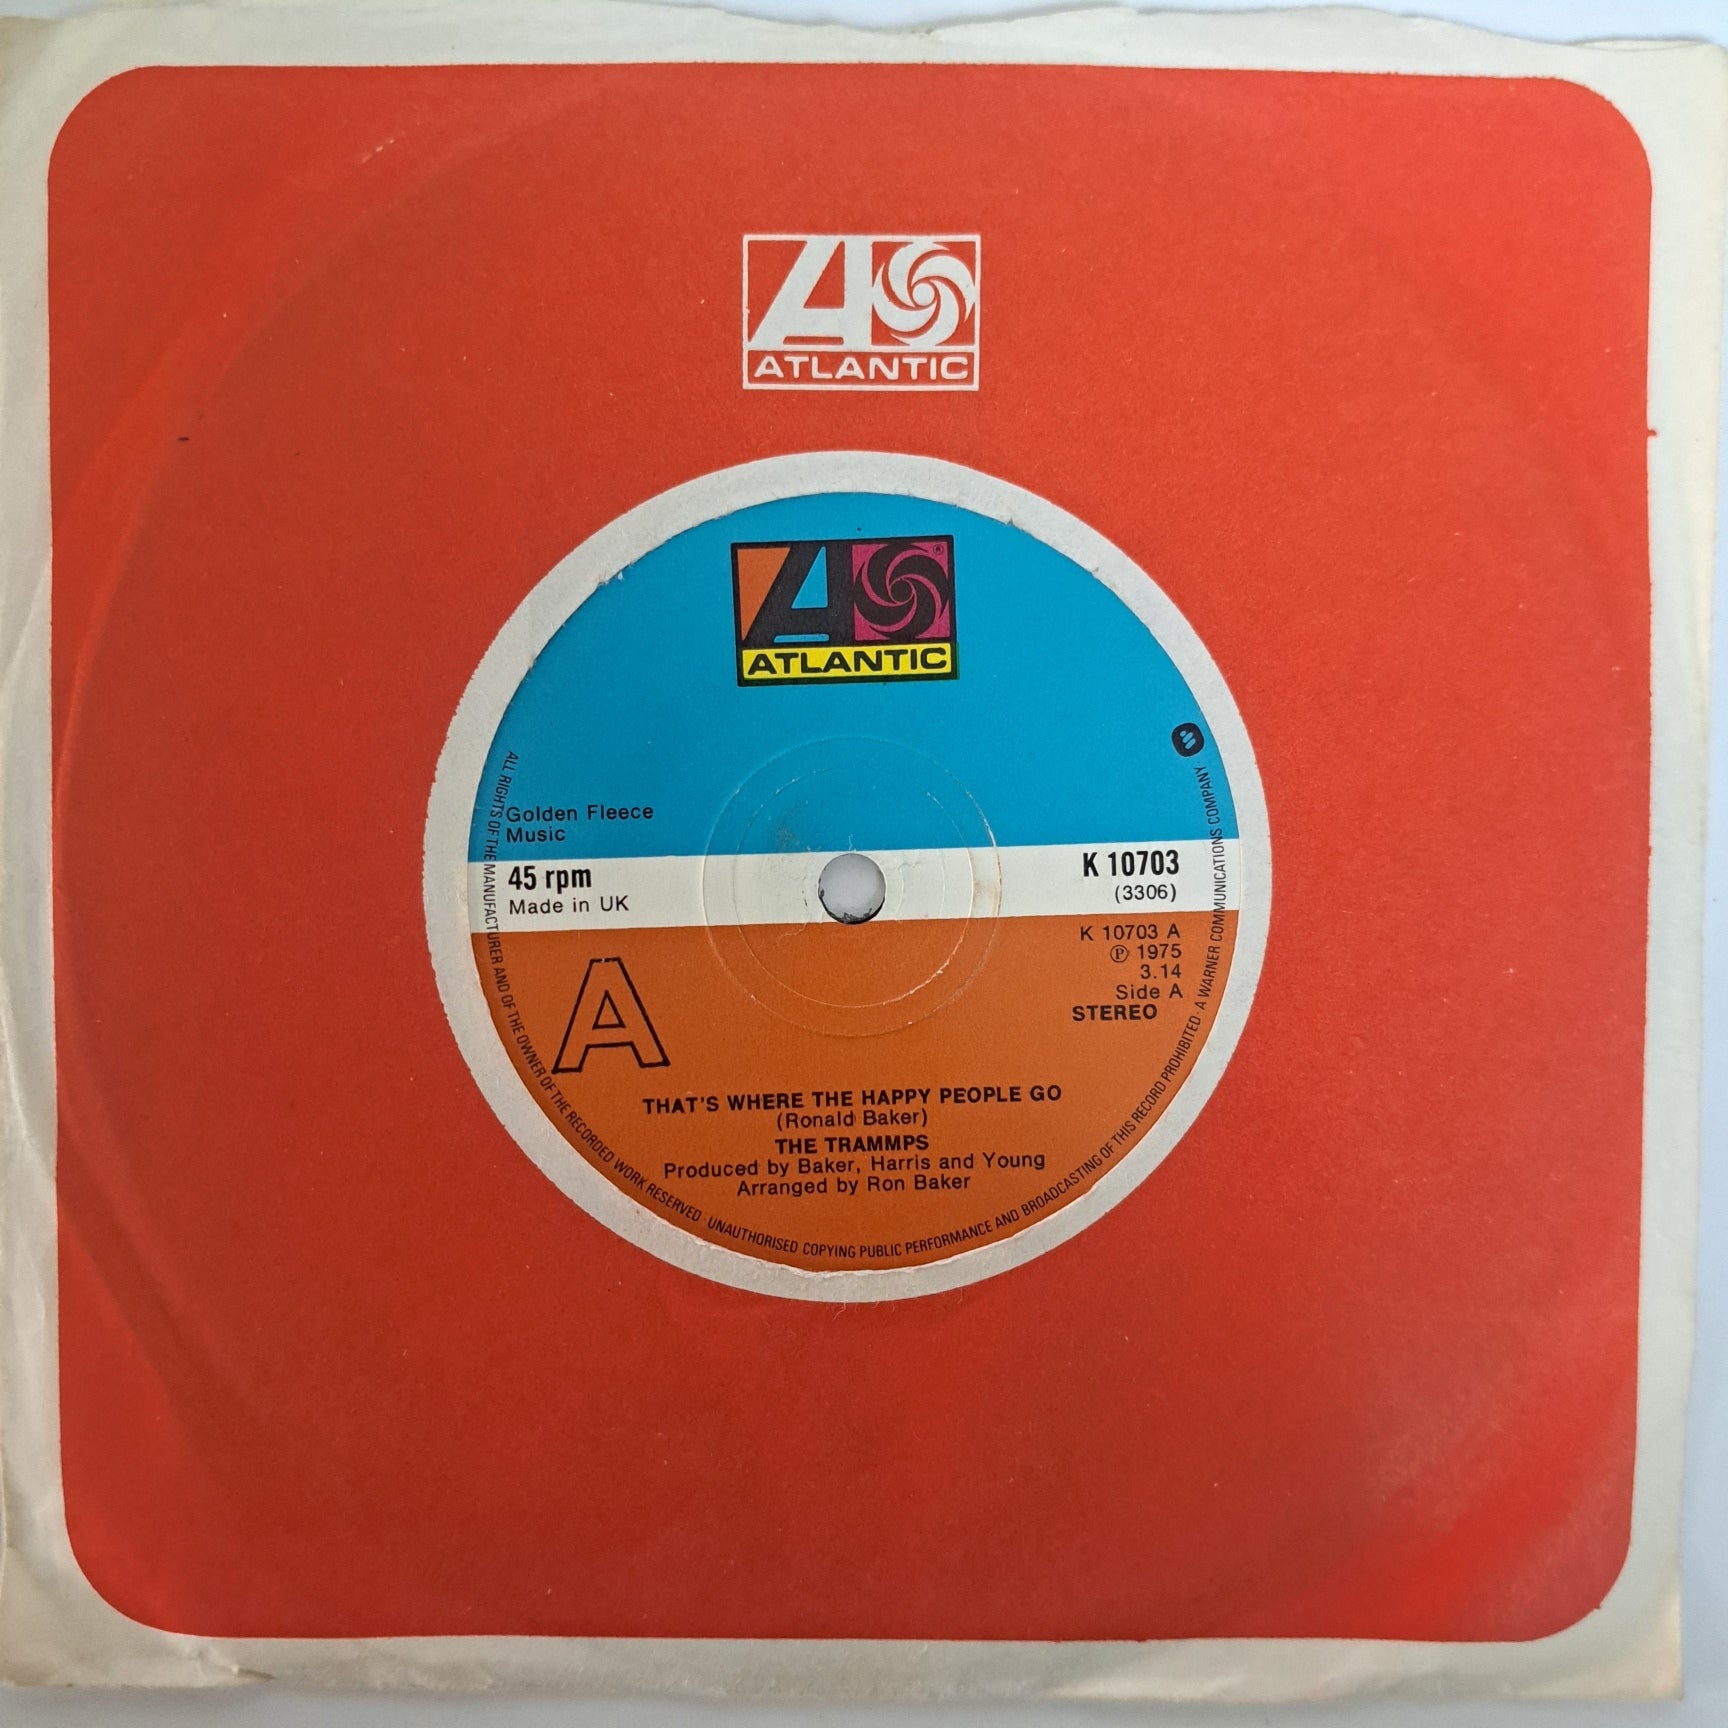 ATLANTIC
ATLANTIC
Golden Fleece
Music
45 rpm
Made in UK
K 10703
(3306)
K 10703 A
Ⓟ 1975
3.14
Side A
STEREO
A
THAT'S WHERE THE HAPPY PEOPLE GO
(Ronald Baker)
THE TRAMMPS
Produced by Baker, Harris and Young
Arranged by Ron Baker
ALL RIGHTS OF THE MANUFACTURER AND OF THE OWNER OF THE RECORDED WORK RESERVED · UNAUTHORISED COPYING PUBLIC PERFORMANCE AND BROADCASTING OF THIS RECORD PROHIBITED · A WARNER COMMUNICATIONS COMPANY ·